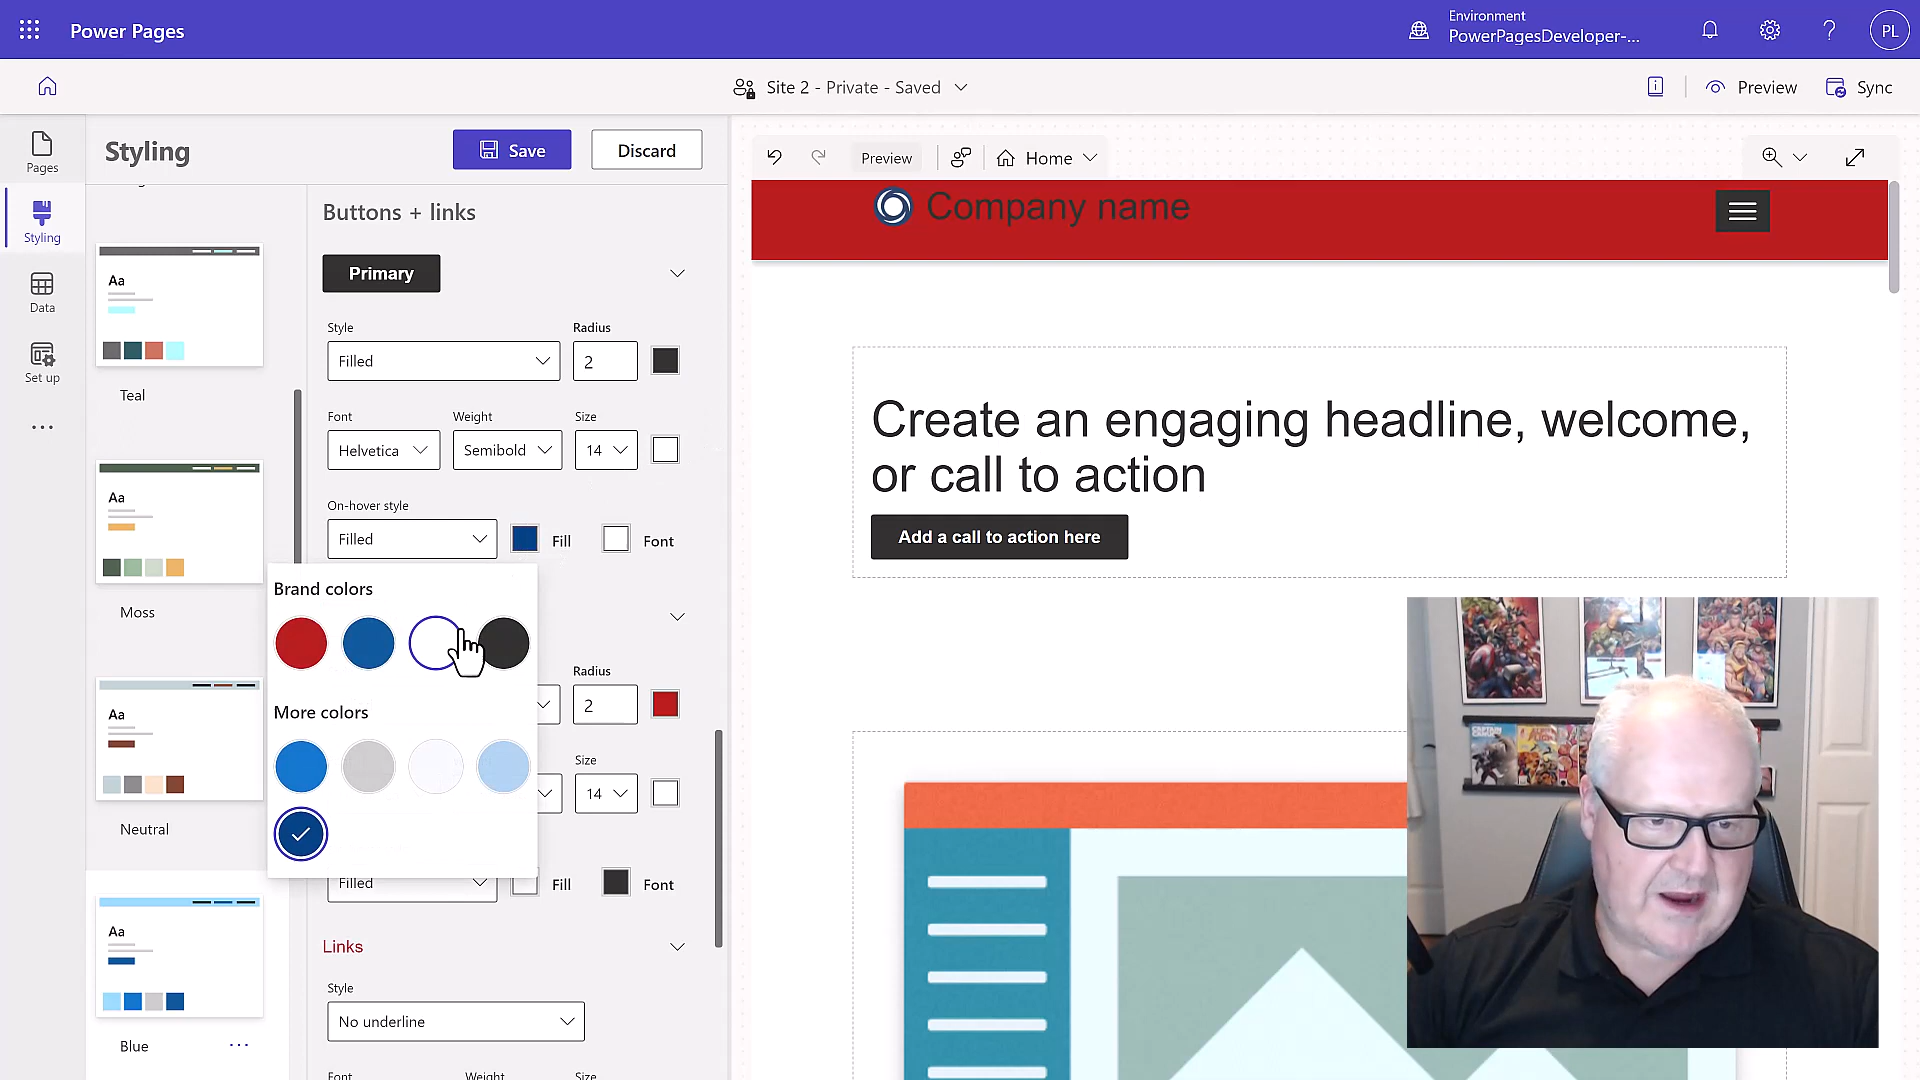 Power Pages
Environment
PowerPagesDeveloper-...
PL
Site 2 - Private - Saved
Preview
Sync
Pages
Styling
Data
Set up
Styling
Save
Discard
Aa
Teal
Aa
Moss
Aa
Neutral
Aa
Blue
Buttons + links
Primary
Style
Radius
Filled
2
Font
Weight
Size
Helvetica
Semibold
14
On-hover style
Filled
Fill
Font
Brand colors
More colors
Radius
2
Size
14
Filled
Fill
Font
Links
Style
No underline
Font
Weight
Size
Preview
Home
Company name
Create an engaging headline, welcome,
or call to action
Add a call to action here